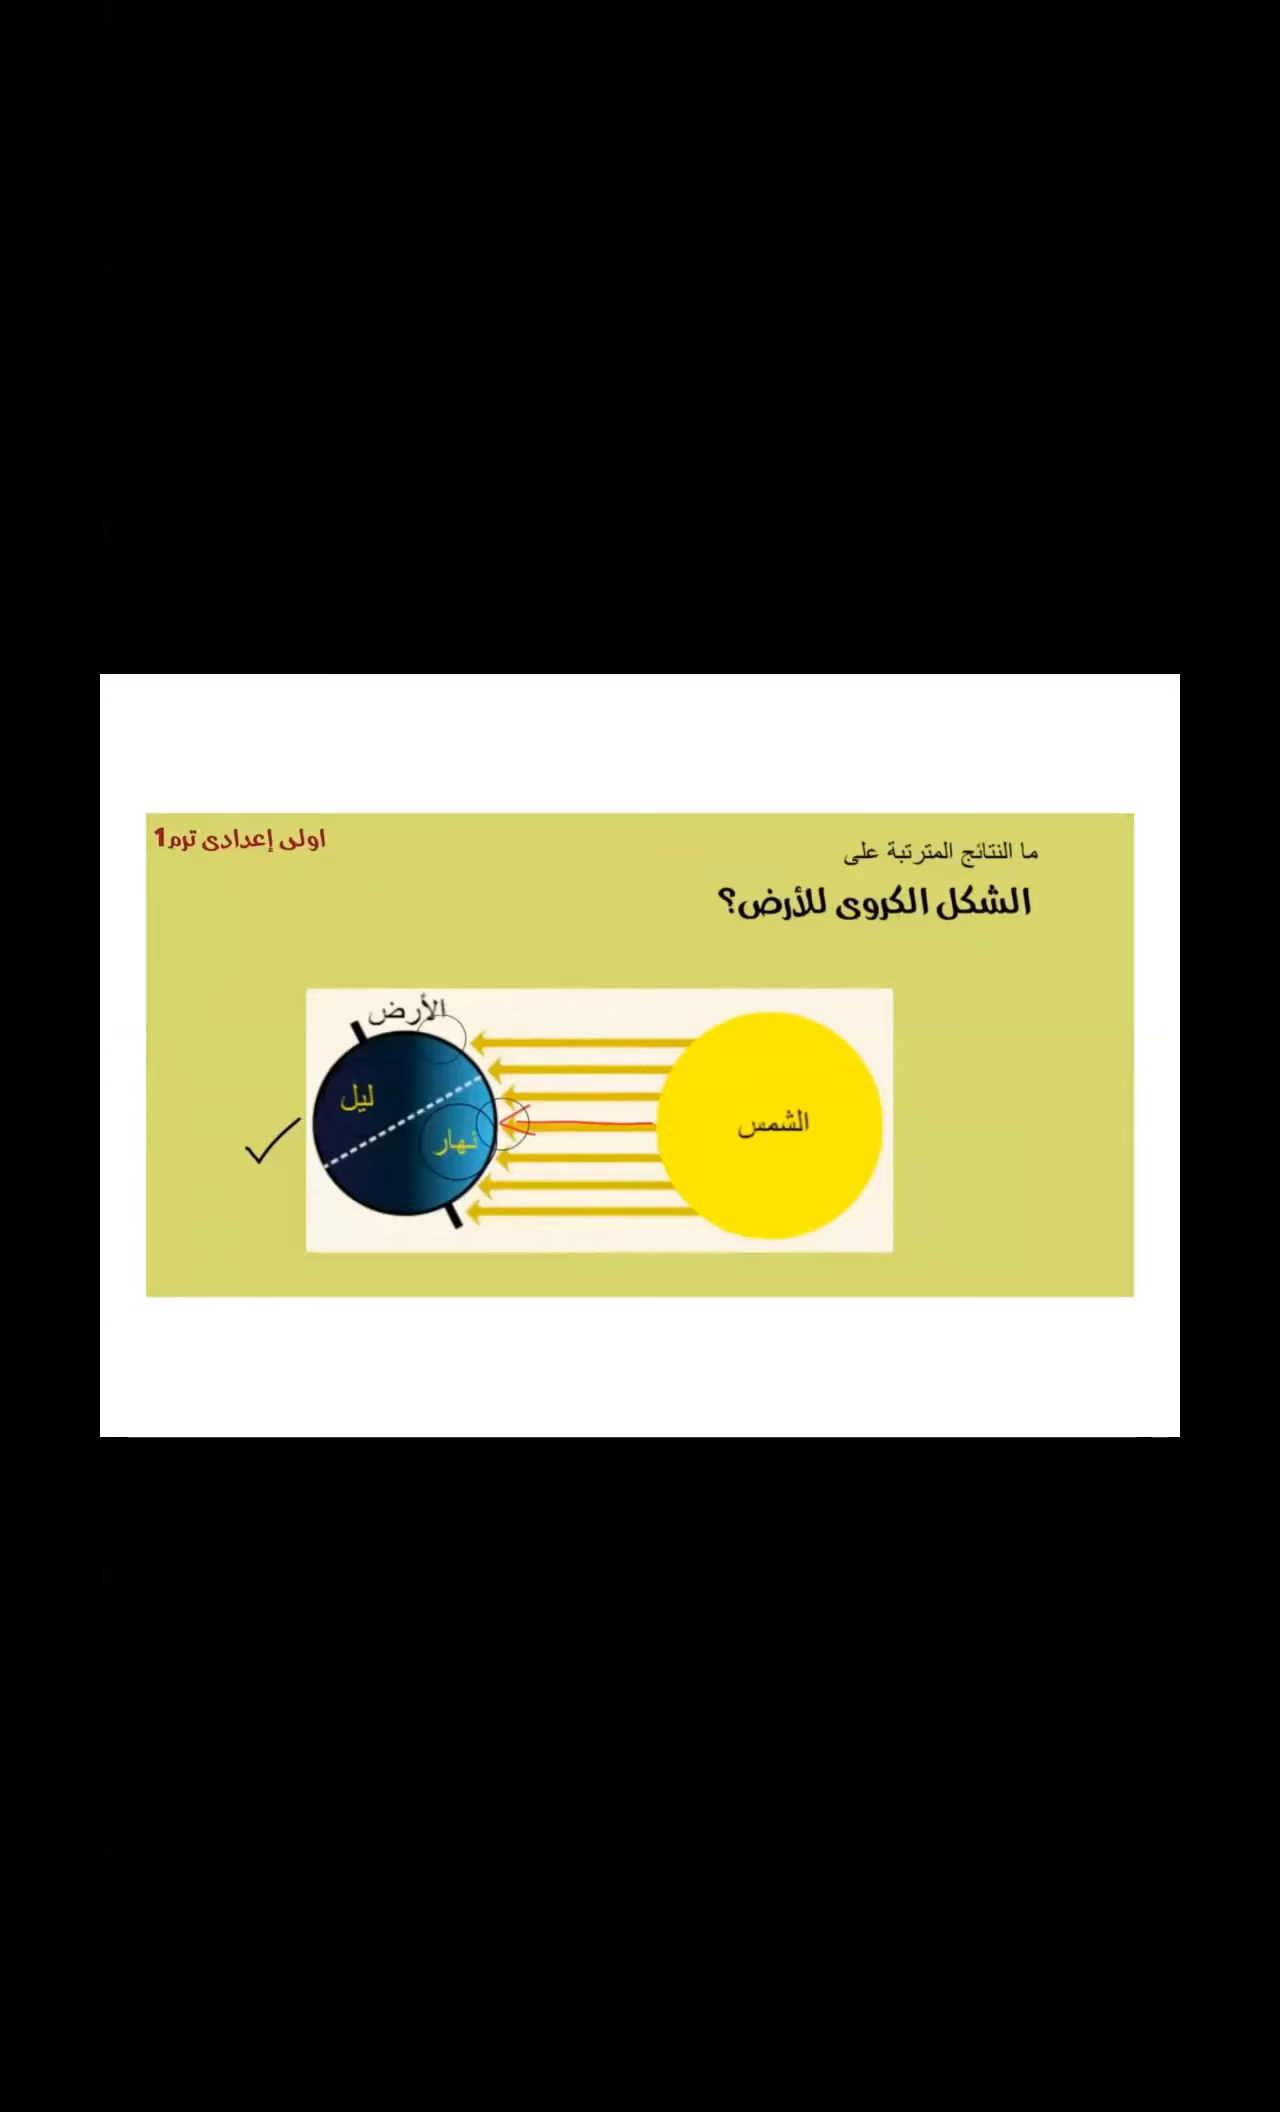 اولى إعدادى ترم1
ما النتائج المترتبة على
الشكل الكروى للأرض؟
الأرض
ليل
نهار
الشمس